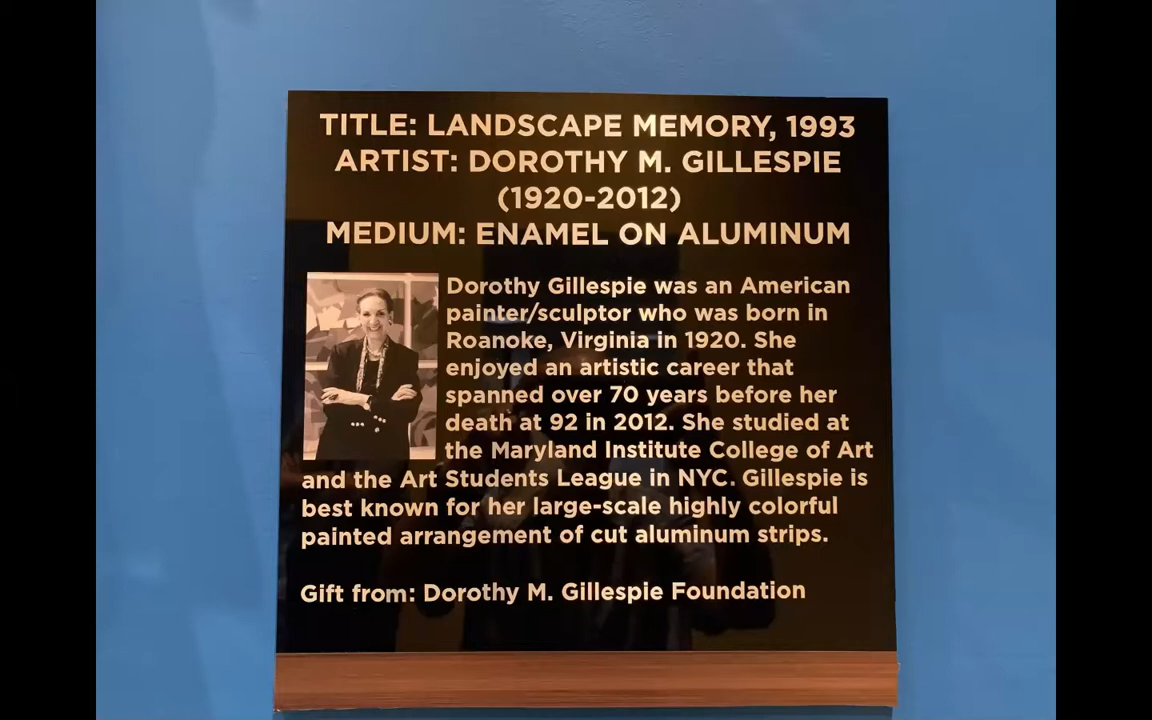 TITLE: LANDSCAPE MEMORY, 1993
ARTIST: DOROTHY M. GILLESPIE
(1920-2012)
MEDIUM: ENAMEL ON ALUMINUM
Dorothy Gillespie was an American
painter/sculptor who was born in
Roanoke, Virginia in 1920. She
enjoyed an artistic career that
spanned over 70 years before her
death at 92 in 2012. She studied at
the Maryland Institute College of Art
and the Art Students League in NYC. Gillespie is
best known for her large-scale highly colorful
painted arrangement of cut aluminum strips.
Gift from: Dorothy M. Gillespie Foundation